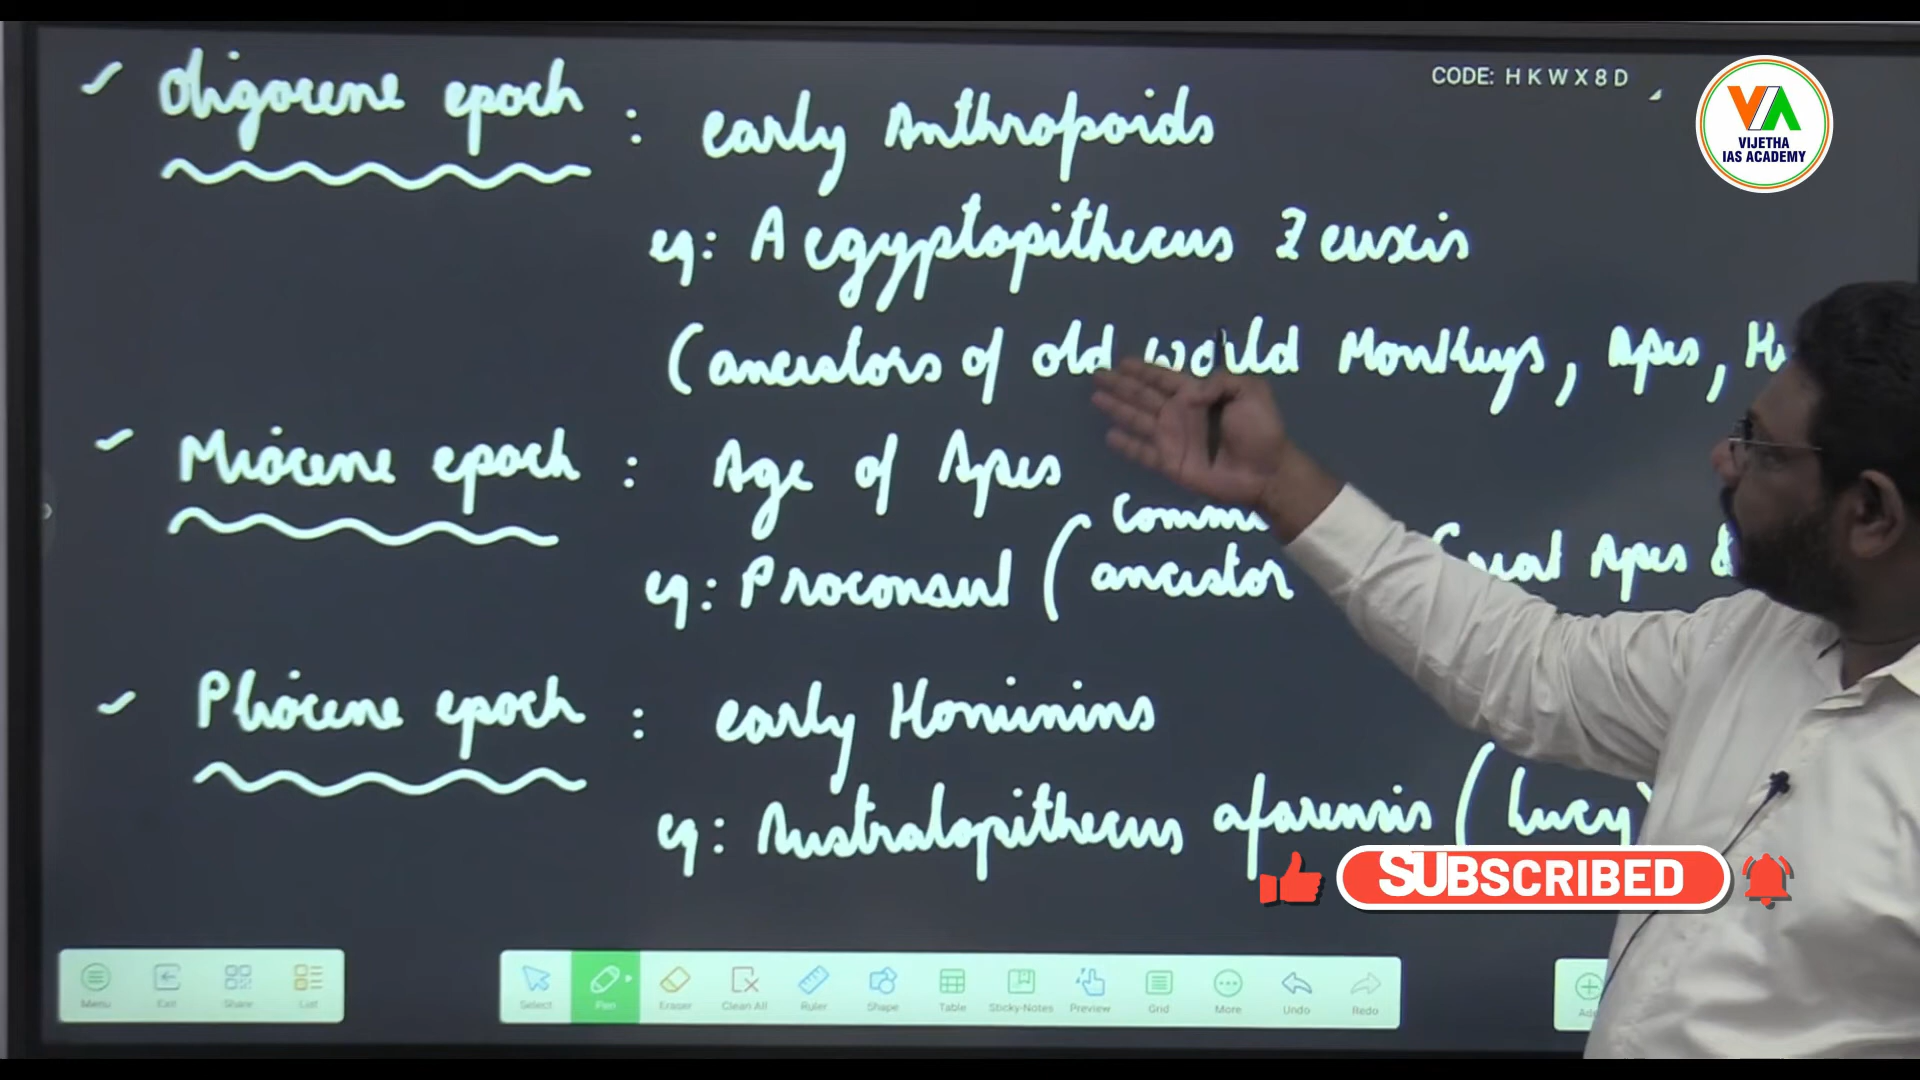 CODE: HKWX8D
VIJETHA
IAS ACADEMY
Oligocene epoch : early Anthropoids
eg: Aegyptopithecus Zeuxis
(ancestors of old world Monkeys, Apes,
Miocene epoch : Age of Apes
eg: Proconsul (ancestor Great Apes &
Pliocene epoch : early Hominins
eg: Australopithecus afarensis (Lucy)
SUBSCRIBED
Menu Exit Share List Select Pen Eraser Clean All Ruler Shape Table Sticky-Notes Preview Grid More Undo Redo